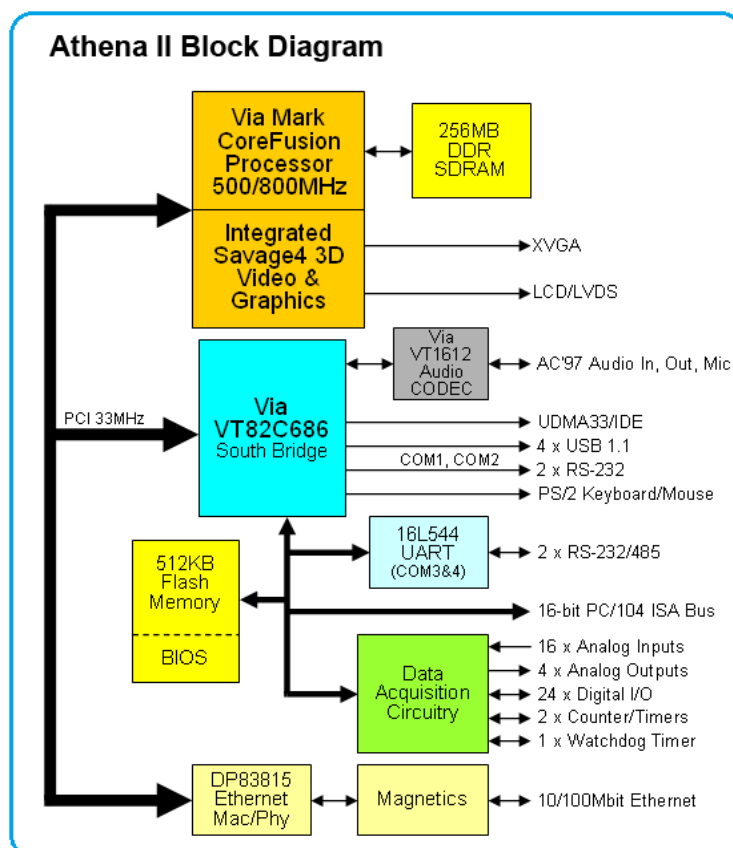 Athena II Block Diagram
Via Mark
CoreFusion
Processor
500/800MHz
256MB
DDR
SDRAM
Integrated
Savage4 3D
Video &
Graphics
XVGA
LCD/LVDS
Via
VT1612
Audio
CODEC
AC'97 Audio In, Out, Mic
PCI 33MHz
Via
VT82C686
South Bridge
UDMA33/IDE
4 x USB 1.1
COM1, COM2
2 x RS-232
PS/2 Keyboard/Mouse
16L544
UART
(COM3&4)
2 x RS-232/485
512KB
Flash
Memory
BIOS
16-bit PC/104 ISA Bus
Data
Acquisition
Circuitry
16 x Analog Inputs
4 x Analog Outputs
24 x Digital I/O
2 x Counter/Timers
1 x Watchdog Timer
DP83815
Ethernet
Mac/Phy
Magnetics
10/100Mbit Ethernet